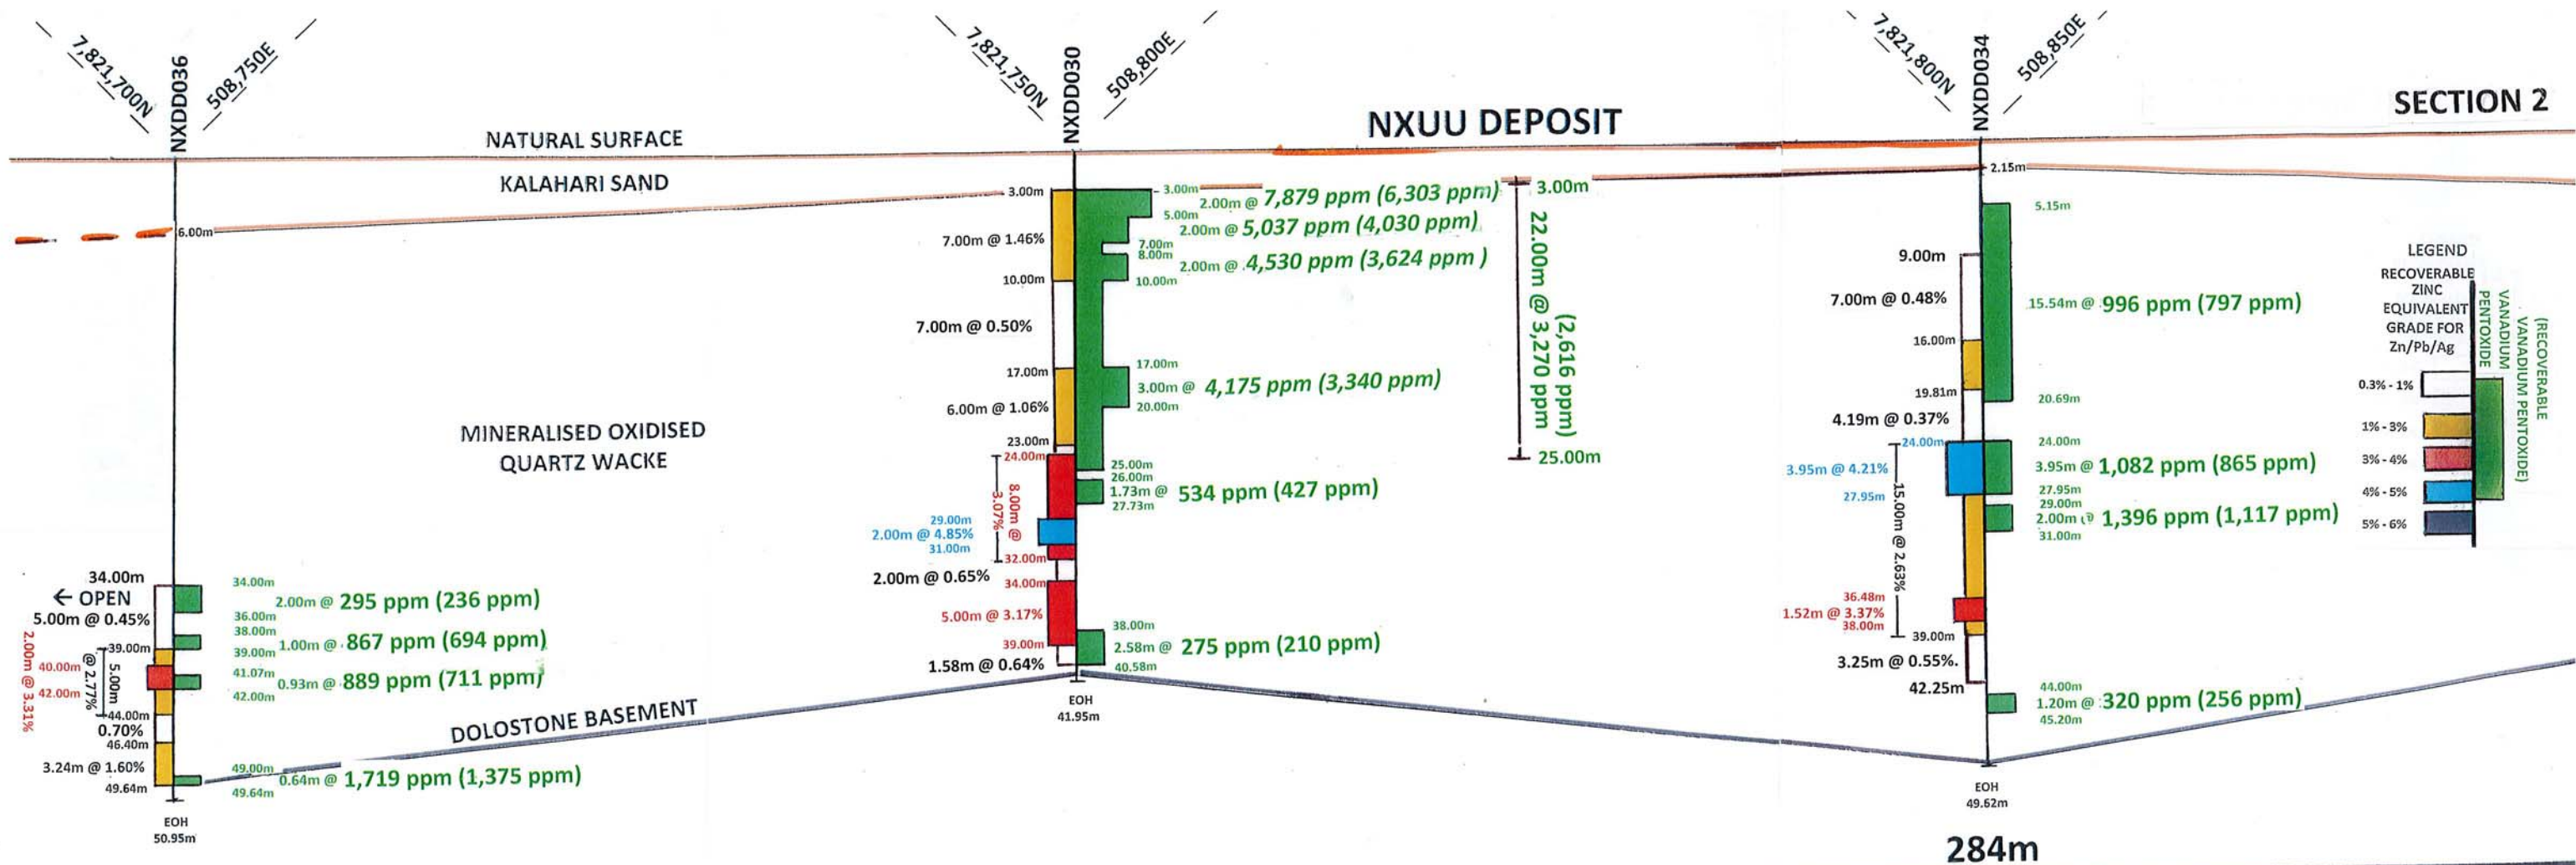 7,821,700N
NXDD036
508,750E
7,821,750N
NXDD030
508,800E
7,821,800N
NXDD034
508,850E
NXUU DEPOSIT
SECTION 2
NATURAL SURFACE
KALAHARI SAND
MINERALISED OXIDISED
QUARTZ WACKE
DOLOSTONE BASEMENT
6.00m
34.00m
← OPEN
5.00m @ 0.45%
39.00m
2.00m @ 3.31%
40.00m
42.00m
5.00m
@ 2.77%
44.00m
0.70%
46.40m
3.24m @ 1.60%
49.64m
34.00m
2.00m @ 295 ppm (236 ppm)
36.00m
38.00m
1.00m @ 867 ppm (694 ppm)
39.00m
41.07m
0.93m @ 889 ppm (711 ppm)
42.00m
49.00m
0.64m @ 1,719 ppm (1,375 ppm)
49.64m
EOH
50.95m
3.00m
7.00m @ 1.46%
10.00m
7.00m @ 0.50%
17.00m
6.00m @ 1.06%
23.00m
24.00m
8.00m @
3.07%
29.00m
2.00m @ 4.85%
31.00m
32.00m
2.00m @ 0.65%
34.00m
5.00m @ 3.17%
39.00m
1.58m @ 0.64%
3.00m
2.00m @ 7,879 ppm (6,303 ppm)
5.00m
2.00m @ 5,037 ppm (4,030 ppm)
7.00m
8.00m
2.00m @ 4,530 ppm (3,624 ppm )
10.00m
17.00m
3.00m @ 4,175 ppm (3,340 ppm)
20.00m
25.00m
26.00m
1.73m @ 534 ppm (427 ppm)
27.73m
38.00m
2.58m @ 275 ppm (210 ppm)
40.58m
EOH
41.95m
3.00m
22.00m @ 3,270 ppm
(2,616 ppm)
25.00m
2.15m
9.00m
7.00m @ 0.48%
16.00m
19.81m
4.19m @ 0.37%
24.00m
3.95m @ 4.21%
27.95m
15.00m @ 2.63%
36.48m
1.52m @ 3.37%
38.00m
39.00m
3.25m @ 0.55%.
42.25m
5.15m
15.54m @ 996 ppm (797 ppm)
20.69m
24.00m
3.95m @ 1,082 ppm (865 ppm)
27.95m
29.00m
2.00m @ 1,396 ppm (1,117 ppm)
31.00m
44.00m
1.20m @ 320 ppm (256 ppm)
45.20m
EOH
49.62m
284m
LEGEND
RECOVERABLE
ZINC
EQUIVALENT
GRADE FOR
Zn/Pb/Ag
0.3% - 1%
1% - 3%
3% - 4%
4% - 5%
5% - 6%
VANADIUM
PENTOXIDE
(RECOVERABLE
VANADIUM PENTOXIDE)